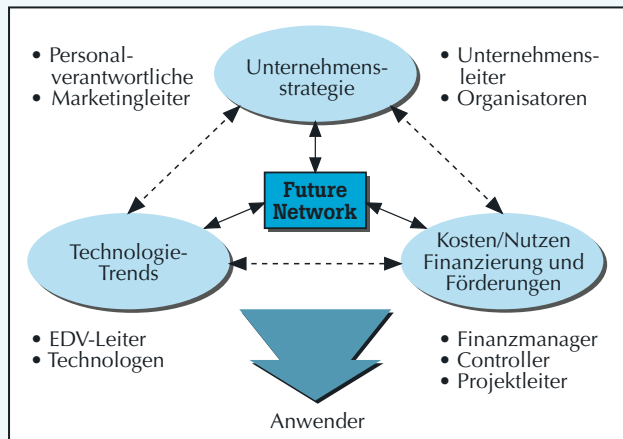 • Personal-
verantwortliche
• Marketingleiter
Unternehmens-
strategie
• Unternehmens-
leiter
• Organisatoren
Future
Network
Technologie-
Trends
Kosten/Nutzen
Finanzierung und
Förderungen
• EDV-Leiter
• Technologen
• Finanzmanager
• Controller
• Projektleiter
Anwender